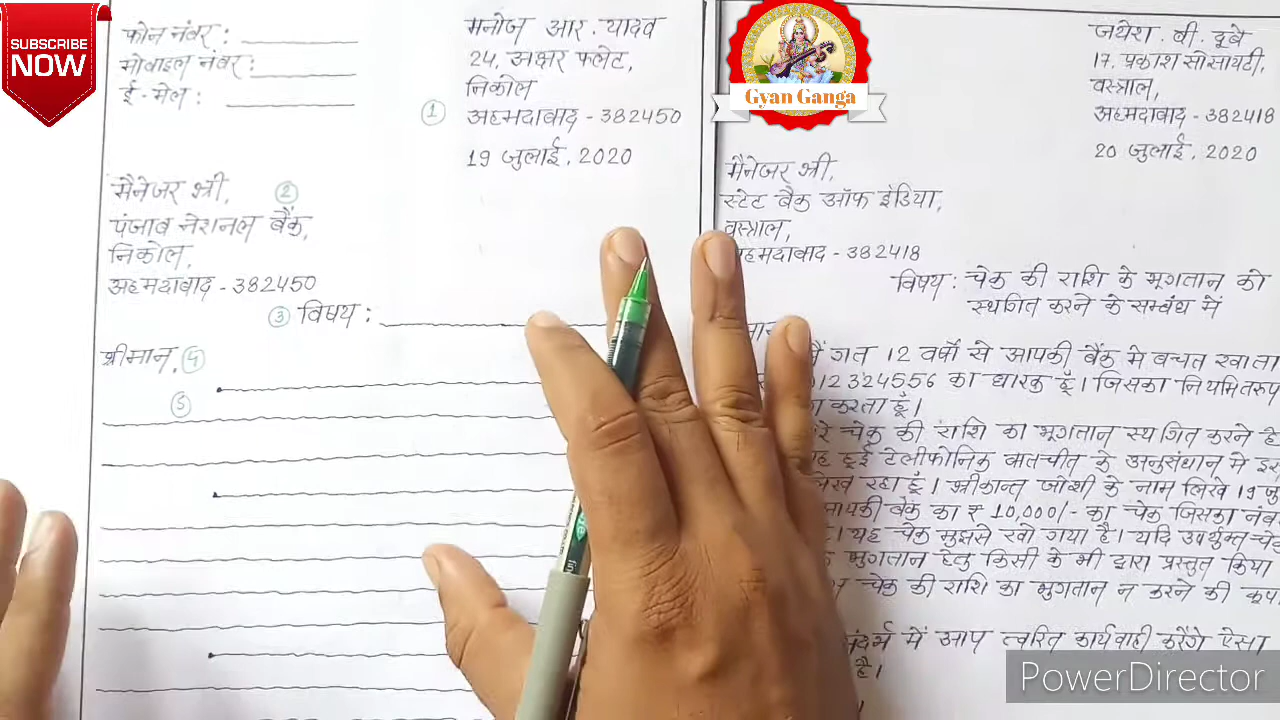 SUBSCRIBE
NOW
फोन नंबर : 
मोबाइल नंबर :
ई-मेल :
मनोज आर. यादव
24, अक्षर फ्लेट,
निकोल
① अहमदाबाद - 382450
19 जुलाई, 2020
मैनेजर श्री, ②
पंजाब नेशनल बैंक,
निकोल,
अहमदाबाद - 382450
③ विषय :
श्रीमान, ④
⑤
Gyan Ganga
जयेश. बी. दूबे
17, प्रकाश सोसायटी,
वस्त्राल,
अहमदाबाद - 382418
20 जुलाई, 2020
मैनेजर श्री,
स्टेट बैंक ऑफ इंडिया,
वस्त्राल,
अहमदाबाद - 382418
विषय : चेक की राशि के भूगतान को
स्थगित करने के सम्बंध में
मैं गत 12 वर्षों से आपकी बैंक मे बचत खाता
012324556 का धारक हूँ। जिसका नियमितरुप
करता हूँ।
चेक की राशि का भूगतान स्थगित करने हे
हुई टेलीफोनिक बातचीत के अनुसंधान मे इस
लिख रहा हूँ। श्रीकान्त जोशी के नाम लिखे 19 जु
आपकी बैंक का ₹ 10,000/- का चेक जिसका नंब
यह चेक मुझसे खो गया है। यदि उपर्युक्त चेक
के भुगतान हेतु किसी के भी द्वारा प्रस्तुत किया
चेक की राशि का भुगतान न करने की कृपा
संदर्भ में आप त्वरित कार्यवाही करेंगे ऐसा
है।
PowerDirector